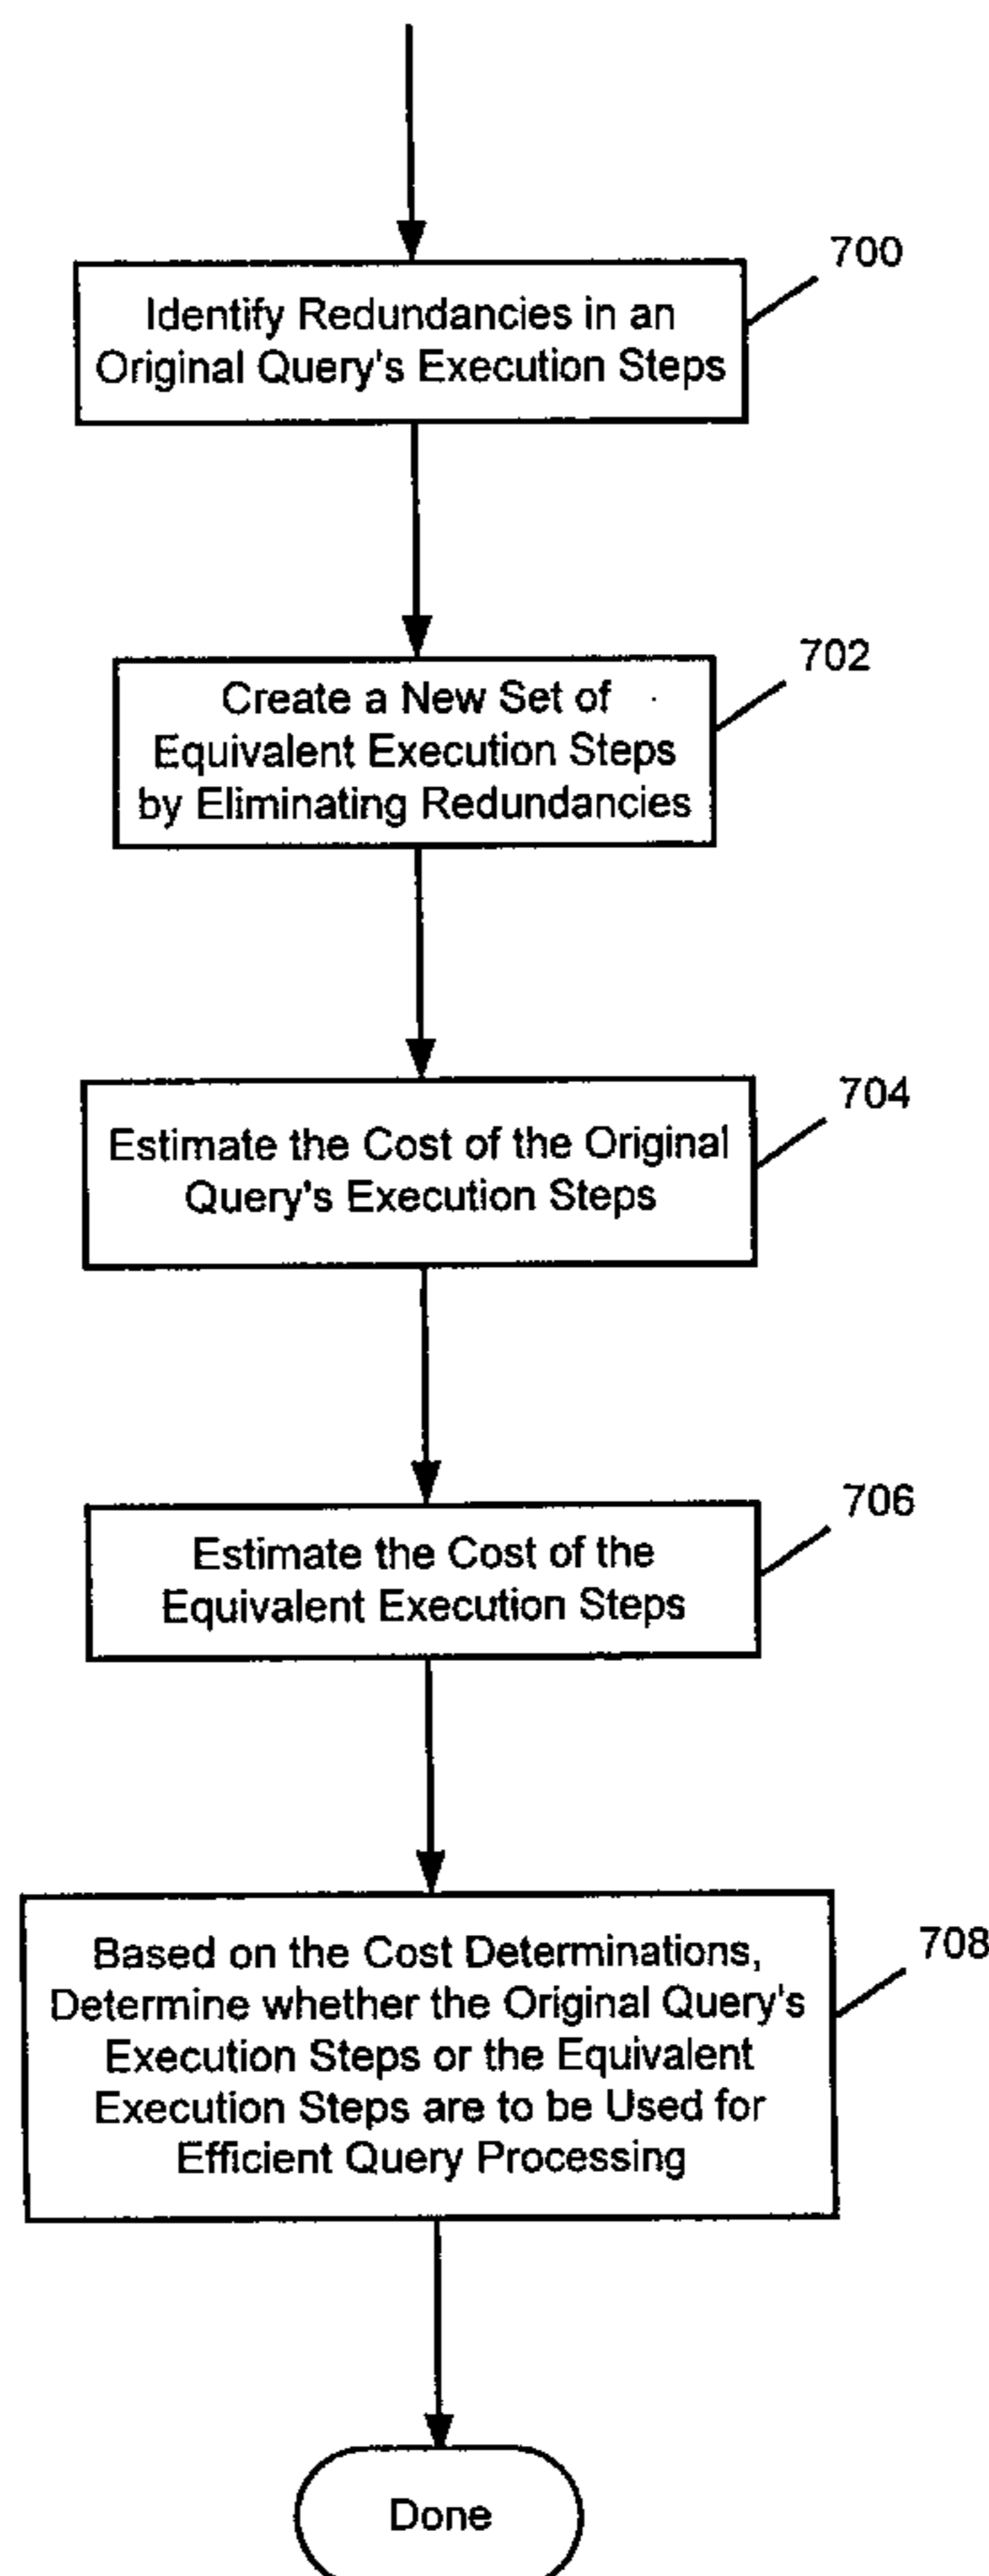 700
Identify Redundancies in an
Original Query's Execution Steps
702
Create a New Set of
Equivalent Execution Steps
by Eliminating Redundancies
704
Estimate the Cost of the Original
Query's Execution Steps
706
Estimate the Cost of the
Equivalent Execution Steps
708
Based on the Cost Determinations,
Determine whether the Original Query's
Execution Steps or the Equivalent
Execution Steps are to be Used for
Efficient Query Processing
Done